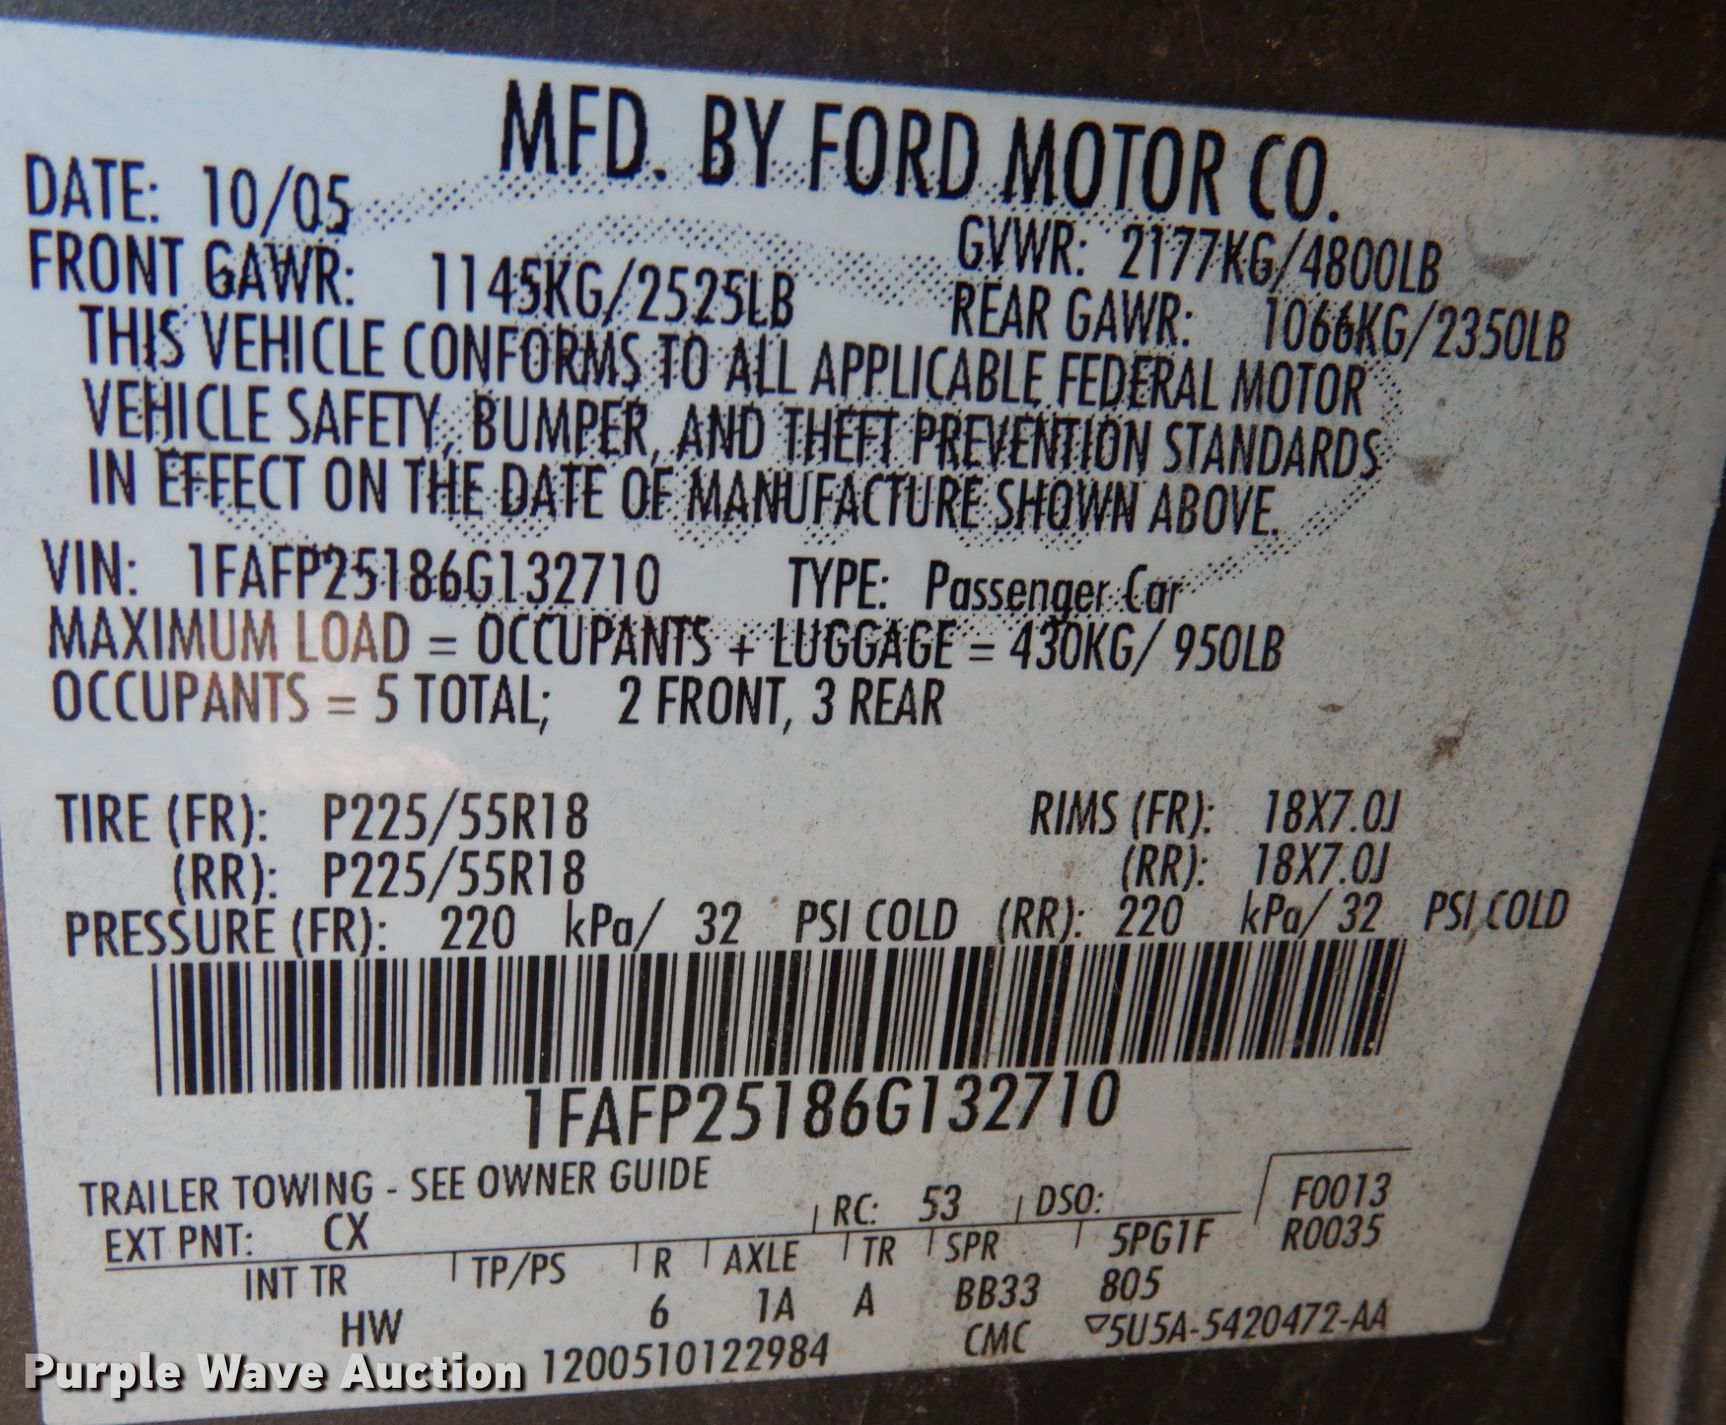 MFD. BY FORD MOTOR CO.
DATE: 10/05
GVWR: 2177KG/4800LB
FRONT GAWR: 1145KG/2525LB
REAR GAWR: 1066KG/2350LB
THIS VEHICLE CONFORMS TO ALL APPLICABLE FEDERAL MOTOR
VEHICLE SAFETY, BUMPER, AND THEFT PREVENTION STANDARDS
IN EFFECT ON THE DATE OF MANUFACTURE SHOWN ABOVE.
VIN: 1FAFP25186G132710 TYPE: Passenger Car
MAXIMUM LOAD = OCCUPANTS + LUGGAGE = 430KG/ 950LB
OCCUPANTS = 5 TOTAL; 2 FRONT, 3 REAR
TIRE (FR): P225/55R18 RIMS (FR): 18X7.0J
(RR): P225/55R18 (RR): 18X7.0J
PRESSURE (FR): 220 kPa/ 32 PSI COLD (RR): 220 kPa/ 32 PSI,COLD
1FAFP25186G132710
TRAILER TOWING - SEE OWNER GUIDE
EXT PNT: CX RC: 53 DSO: F0013
INT TR TP/PS R AXLE TR SPR 5PG1F R0035
HW 6 1A A BB33 805
1200510122984 CMC ▽5U5A-5420472-AA
Purple Wave Auction